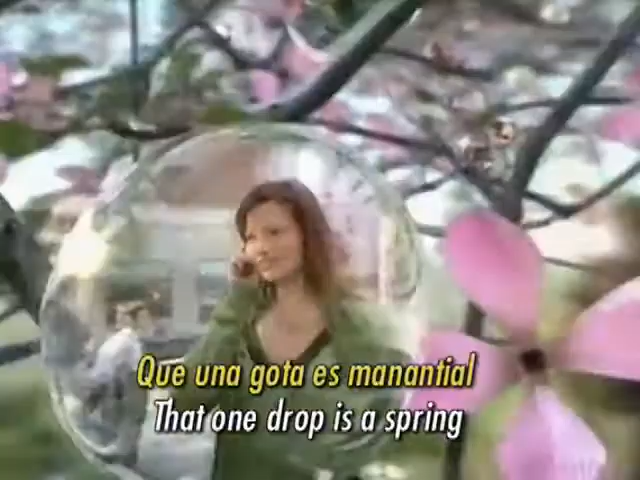 Que una gota es manantial
That one drop is a spring